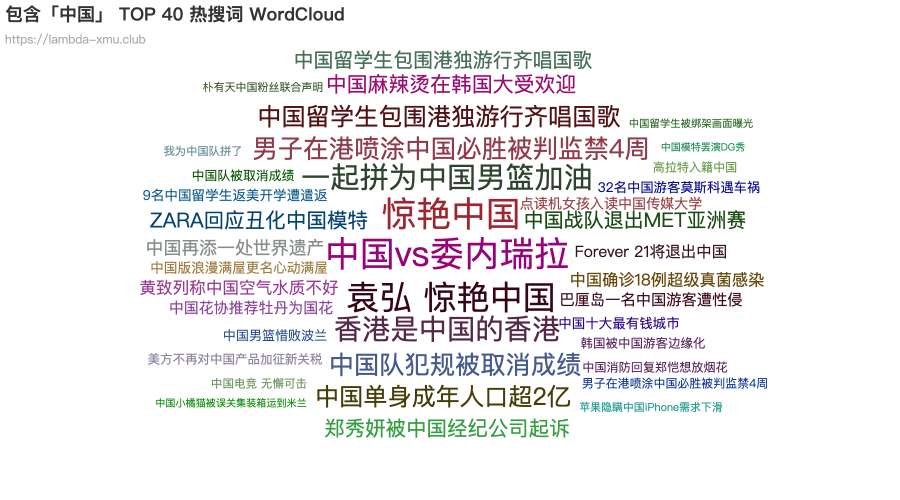 包含「中国」 TOP 40 热搜词 WordCloud
https://lambda-xmu.club
中国留学生包围港独游行齐唱国歌
朴有天中国粉丝联合声明
中国麻辣烫在韩国大受欢迎
中国留学生包围港独游行齐唱国歌
中国留学生被绑架画面曝光
我为中国队拼了
男子在港喷涂中国必胜被判监禁4周
中国模特罢演DG秀
中国队被取消成绩
一起拼为中国男篮加油
高拉特入籍中国
9名中国留学生返美开学遭遣返
32名中国游客莫斯科遇车祸
点读机女孩入读中国传媒大学
ZARA回应丑化中国模特
惊艳中国
中国战队退出MET亚洲赛
中国再添一处世界遗产
中国vs委内瑞拉
Forever 21将退出中国
中国版浪漫满屋更名心动满屋
中国确诊18例超级真菌感染
黄致列称中国空气水质不好
袁弘 惊艳中国
巴厘岛一名中国游客遭性侵
中国花协推荐牡丹为国花
中国男篮惜败波兰
香港是中国的香港
中国十大最有钱城市
韩国被中国游客边缘化
美方不再对中国产品加征新关税
中国队犯规被取消成绩
中国消防回复郑恺想放烟花
中国电竞 无懈可击
中国单身成年人口超2亿
男子在港喷涂中国必胜被判监禁4周
中国小橘猫被误关集装箱运到米兰
苹果隐瞒中国iPhone需求下滑
郑秀妍被中国经纪公司起诉